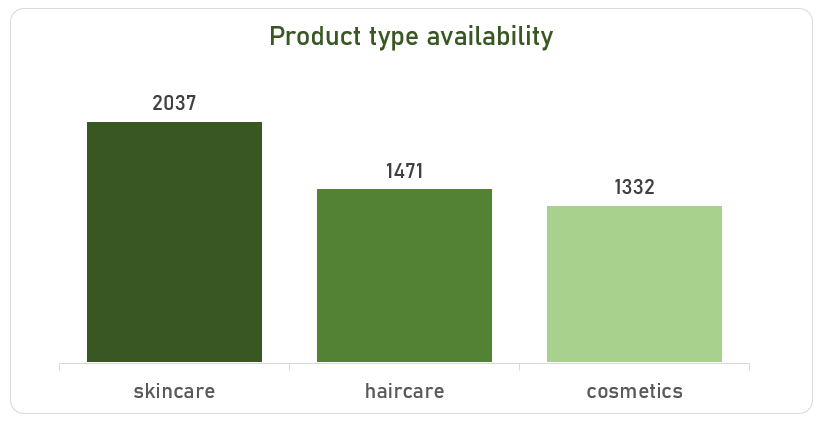 Product type availability
2037
1471
1332
skincare
haircare
cosmetics